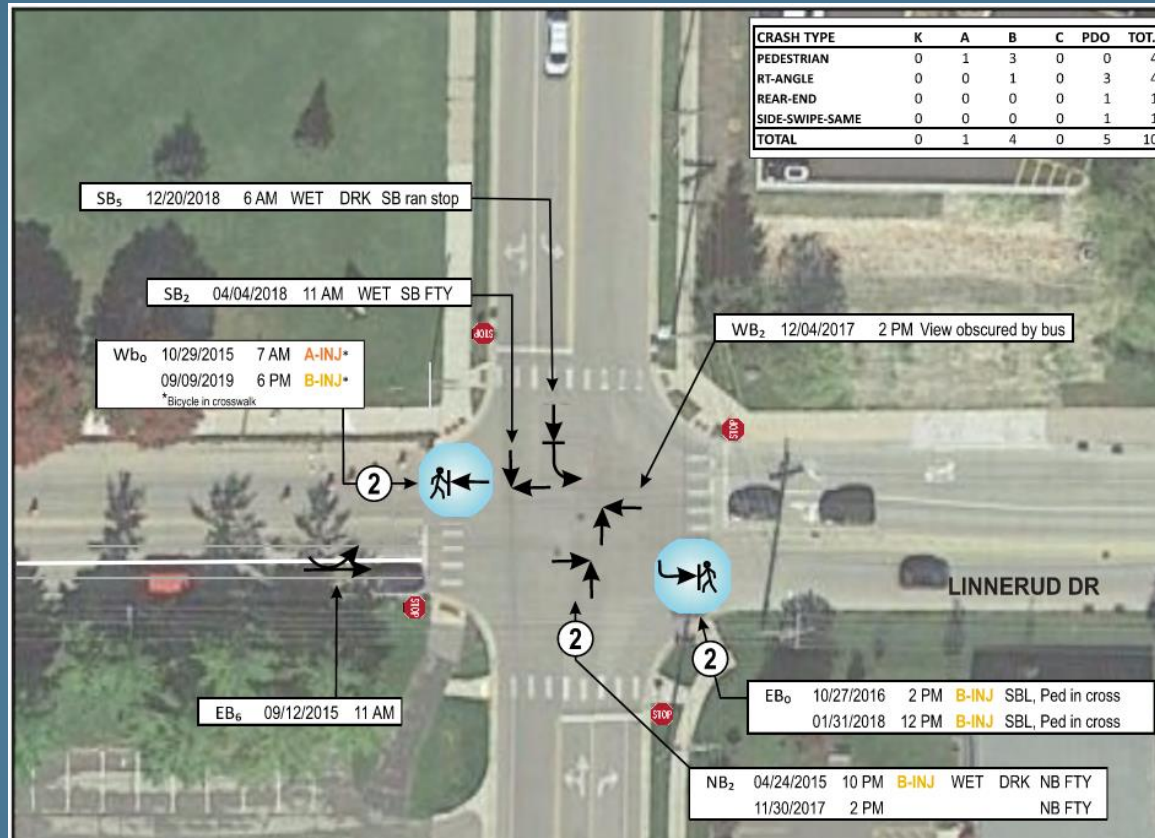 CRASH TYPE K A B C PDO TOT.
PEDESTRIAN 0 1 3 0 0 4
RT-ANGLE 0 0 1 0 3 4
REAR-END 0 0 0 0 1 1
SIDE-SWIPE-SAME 0 0 0 0 1 1
TOTAL 0 1 4 0 5 10
SB₅ 12/20/2018 6 AM WET DRK SB ran stop
SB₂ 04/04/2018 11 AM WET SB FTY
STOP
WB₂ 12/04/2017 2 PM View obscured by bus
Wb₀ 10/29/2015 7 AM A-INJ*
09/09/2019 6 PM B-INJ*
*Bicycle in crosswalk
STOP
2
LINNERUD DR
STOP
2
2
EB₀ 10/27/2016 2 PM B-INJ SBL, Ped in cross
01/31/2018 12 PM B-INJ SBL, Ped in cross
EB₆ 09/12/2015 11 AM
STOP
NB₂ 04/24/2015 10 PM B-INJ WET DRK NB FTY
11/30/2017 2 PM NB FTY